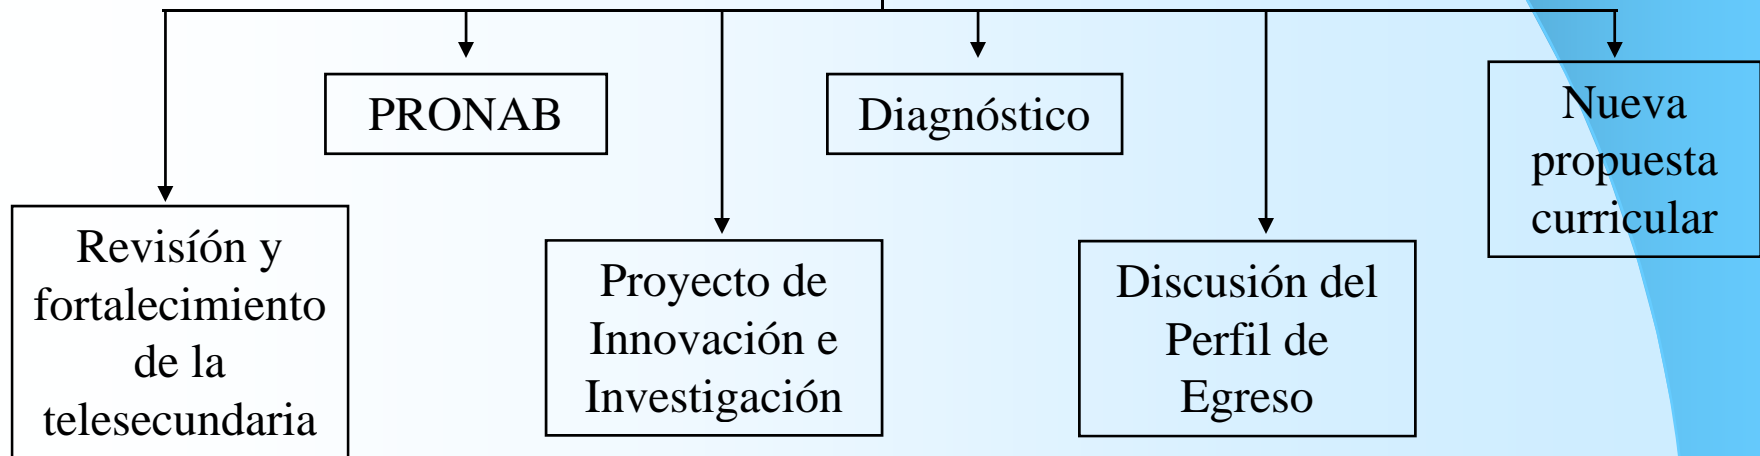 Revisíón y
fortalecimiento
de la
telesecundaria
PRONAB
Proyecto de
Innovación e
Investigación
Diagnóstico
Discusión del
Perfil de
Egreso
Nueva
propuesta
curricular